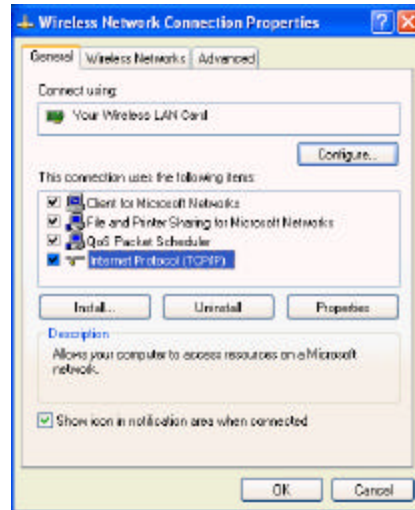 Wireless Network Connection Properties
General Wireless Networks Advanced
Connect using:
Your Wireless LAN Card
Configure...
This connection uses the following items:
Client for Microsoft Networks
File and Printer Sharing for Microsoft Networks
QoS Packet Scheduler
Internet Protocol (TCP/IP)
Install... Uninstall Properties
Description
Allows your computer to access resources on a Microsoft
network.
Show icon in notification area when connected
OK Cancel